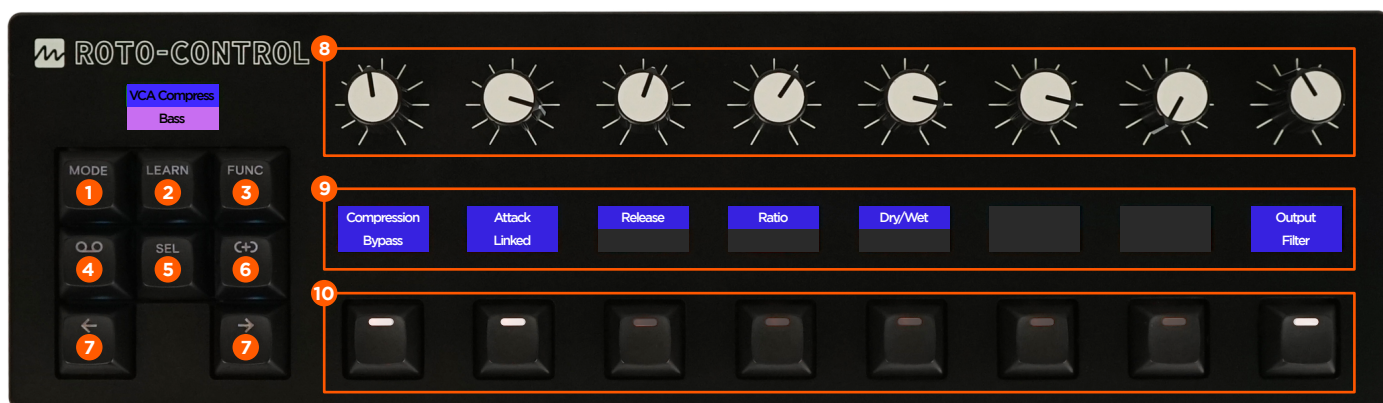 ROTO-CONTROL
8
VCA Compress
Bass
MODE LEARN FUNC
1 2 3
9
Compression Attack Release Ratio Dry/Wet Output
Bypass Linked Filter
SEL
4 5 6
10
7 7